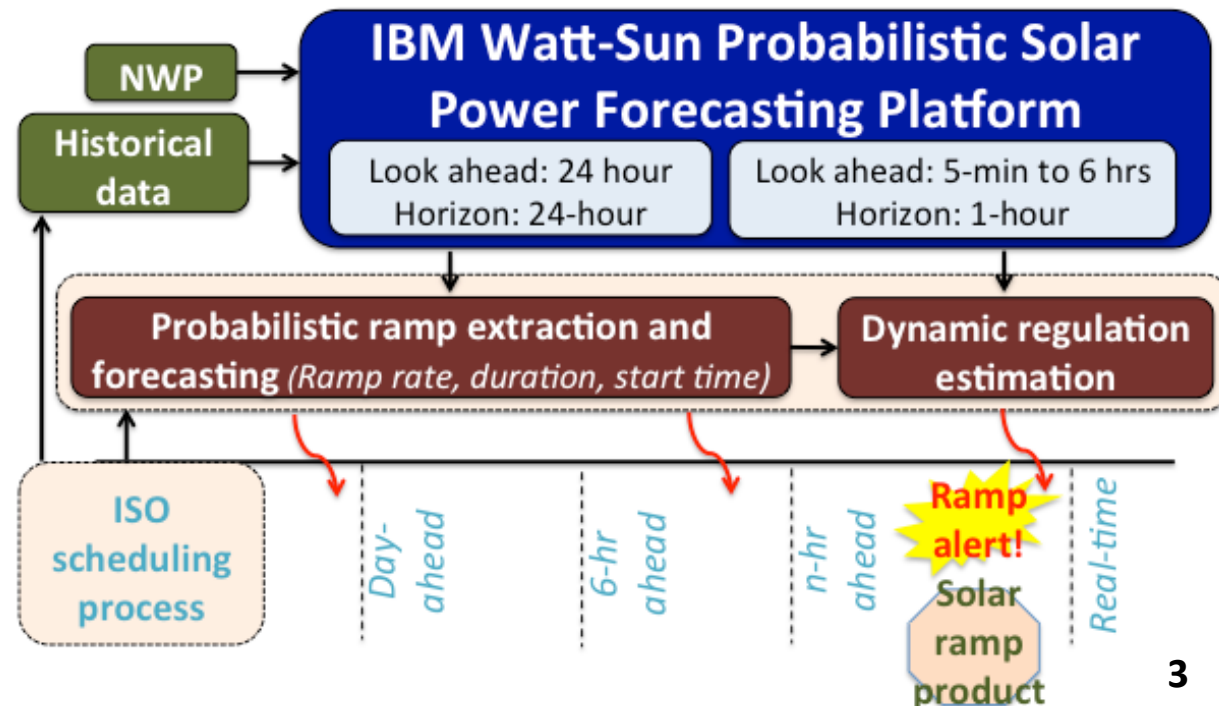 IBM Watt-Sun Probabilistic Solar
Power Forecasting Platform
NWP
Historical
data
Look ahead: 24 hour
Horizon: 24-hour
Look ahead: 5-min to 6 hrs
Horizon: 1-hour
Probabilistic ramp extraction and
forecasting (Ramp rate, duration, start time)
Dynamic regulation
estimation
ISO
scheduling
process
Day-
ahead
6-hr
ahead
n-hr
ahead
Ramp
alert!
Solar
ramp
product
Real-time
3